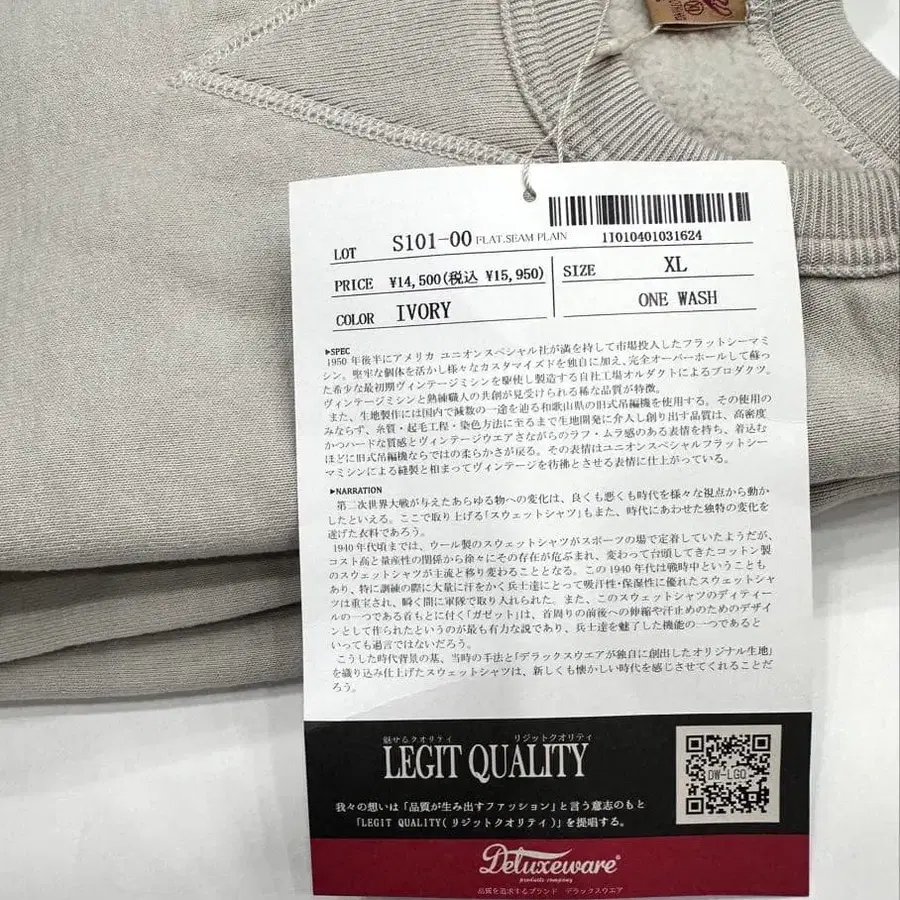 LOT S101-00 FLAT.SEAM PLAIN
1I010401031624
PRICE ¥14,500(税込 ¥15,950)
SIZE XL
COLOR IVORY
ONE WASH
▶SPEC
1950年後半にアメリカ ユニオンスペシャル社が満を持して市場投入したフラットシーマミ
シン。堅牢な個体を活かし様々なカスタマイズドを独自に加え、完全オーバーホールして蘇っ
た希少な最初期ヴィンテージミシンを駆使し製造する自社工場オルダクトによるプロダクツ。
ヴィンテージミシンと熟練職人の共創が見受けられる稀な品質が特徴。
また、生地製作には国内で減数の一途を辿る和歌山県の旧式吊編機を使用する。その使用の
みならず、糸質・起毛工程・染色方法に至るまで生地開発に介入し創り出す品質は、高密度
かつハードな質感とヴィンテージウエアさながらのラフ・ムラ感のある表情を持ち、着込む
ほどに旧式吊編機ならではの柔らかさが戻る。その表情はユニオンスペシャルフラットシー
マミシンによる縫製と相まってヴィンテージを彷彿とさせる表情に仕上がっている。
▶NARRATION
第二次世界大戦が与えたあらゆる物への変化は、良くも悪くも時代を様々な視点から動か
したといえる。ここで取り上げる「スウェットシャツ」もまた、時代にあわせた独特の変化を
遂げた衣料であろう。
1940年代頃までは、ウール製のスウェットシャツがスポーツの場で定着していたようだが、
コスト高と量産性の関係から徐々にその存在が危ぶまれ、変わって台頭してきたコットン製
のスウェットシャツが主流と移り変わることとなる。この1940年代は戦時中ということも
あり、特に訓練の際に大量に汗をかく兵士達にとって吸汗性・保湿性に優れたスウェットシャ
ツは重宝され、瞬く間に軍隊で取り入れられた。また、このスウェットシャツのディティー
ルの一つである首もとに付く「ガゼット」は、首周りの前後への伸縮や汗止めのためのデザイ
ンとして作られたというのが最も有力な説であり、兵士達を魅了した機能の一つであると
いっても過言ではないだろう。
こうした時代背景の基、当時の手法と「デラックスウエアが独自に創出したオリジナル生地」
を織り込み仕上げたスウェットシャツは、新しくも懐かしい時代を感じさせてくれることだ
ろう。
魅せるクオリティ リジットクオリティ
LEGIT QUALITY
DW-LGQ
我々の想いは「品質が生み出すファッション」と言う意志のもと
「LEGIT QUALITY(リジットクオリティ)」を提唱する。
Deluxeware
products company
品質を追求するブランド デラックスウエア